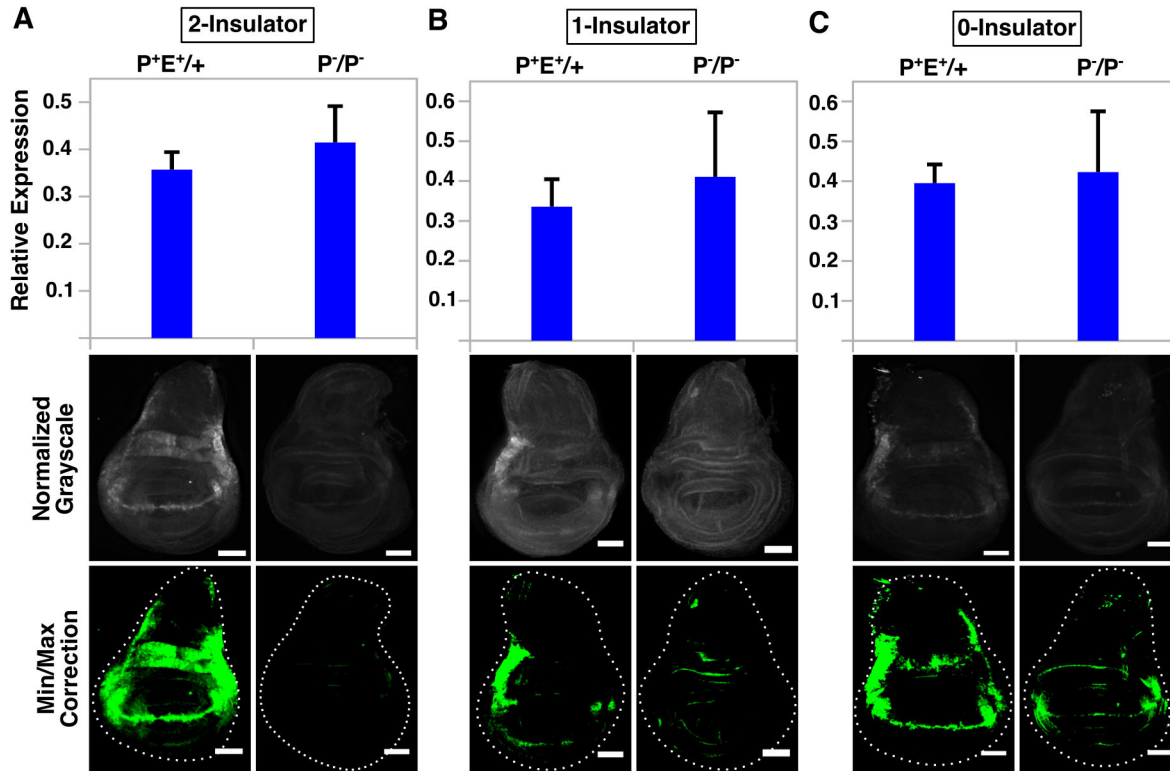 A
2-Insulator
P⁺E⁺/+
P⁻/P⁻
Relative Expression
0.5
0.4
0.3
0.2
0.1
B
1-Insulator
P⁺E⁺/+
P⁻/P⁻
0.6
0.5
0.4
0.3
0.2
0.1
C
0-Insulator
P⁺E⁺/+
P⁻/P⁻
0.6
0.5
0.4
0.3
0.2
0.1
Normalized
Grayscale
Min/Max
Correction